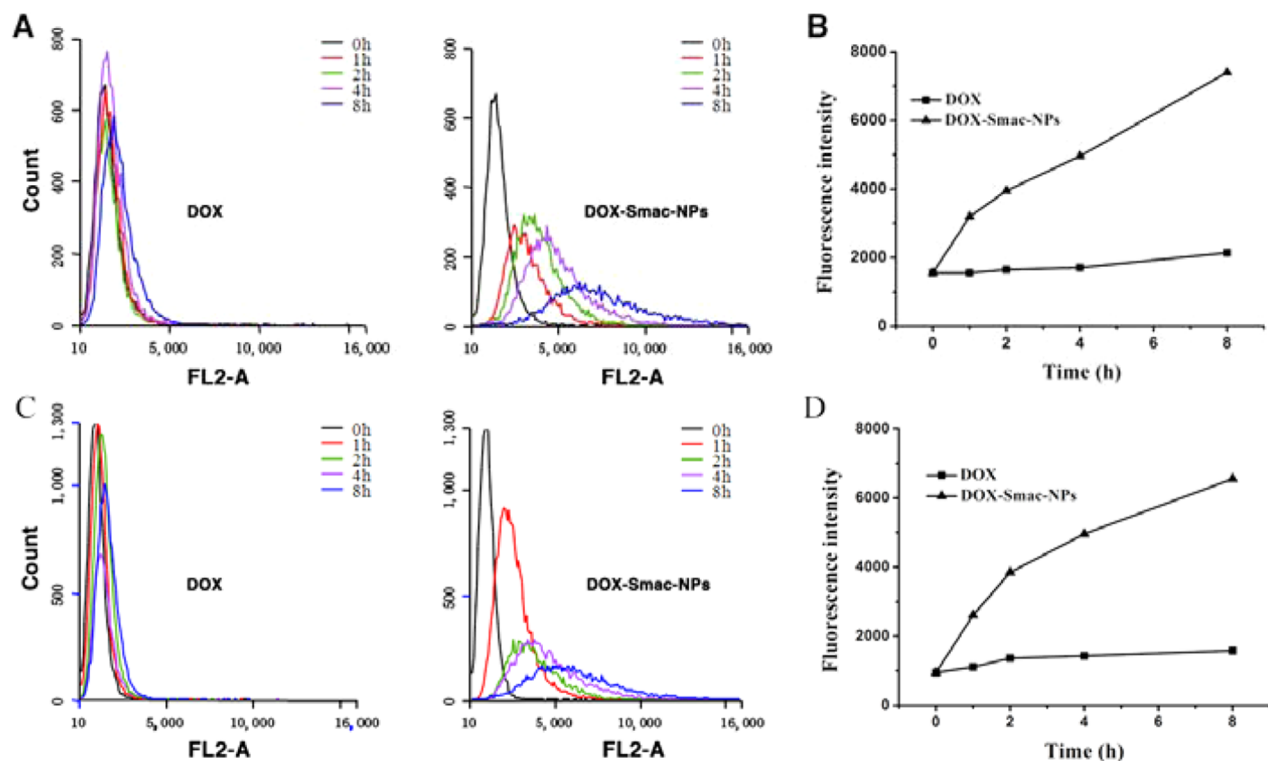 A
800
600
400
200
0
Count
0h
1h
2h
4h
8h
DOX
10
5,000
10,000
16,000
FL2-A
800
600
400
200
0
0h
1h
2h
4h
8h
DOX-Smac-NPs
10
5,000
10,000
16,000
FL2-A
B
8000
6000
4000
2000
0
Fluorescence intensity
DOX
DOX-Smac-NPs
0
2
4
6
8
Time (h)
C
1,300
1,000
500
0
Count
0h
1h
2h
4h
8h
DOX
10
5,000
10,000
16,000
FL2-A
1,300
1,000
500
0
0h
1h
2h
4h
8h
DOX-Smac-NPs
10
5,000
10,000
16,000
FL2-A
D
8000
6000
4000
2000
0
Fluorescence intensity
DOX
DOX-Smac-NPs
0
2
4
6
8
Time (h)